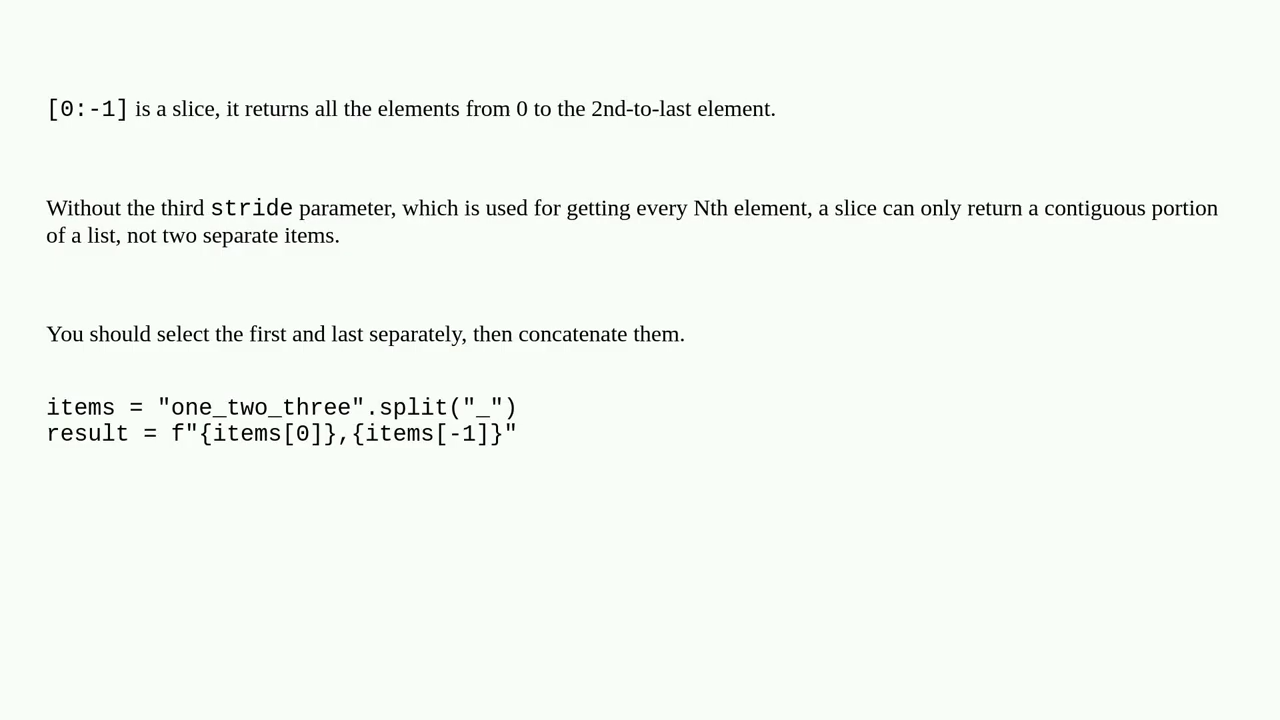 [0:-1] is a slice, it returns all the elements from 0 to the 2nd-to-last element.
Without the third stride parameter, which is used for getting every Nth element, a slice can only return a contiguous portion
of a list, not two separate items.
You should select the first and last separately, then concatenate them.
items = "one_two_three".split("_")
result = f"{items[0]},{items[-1]}"